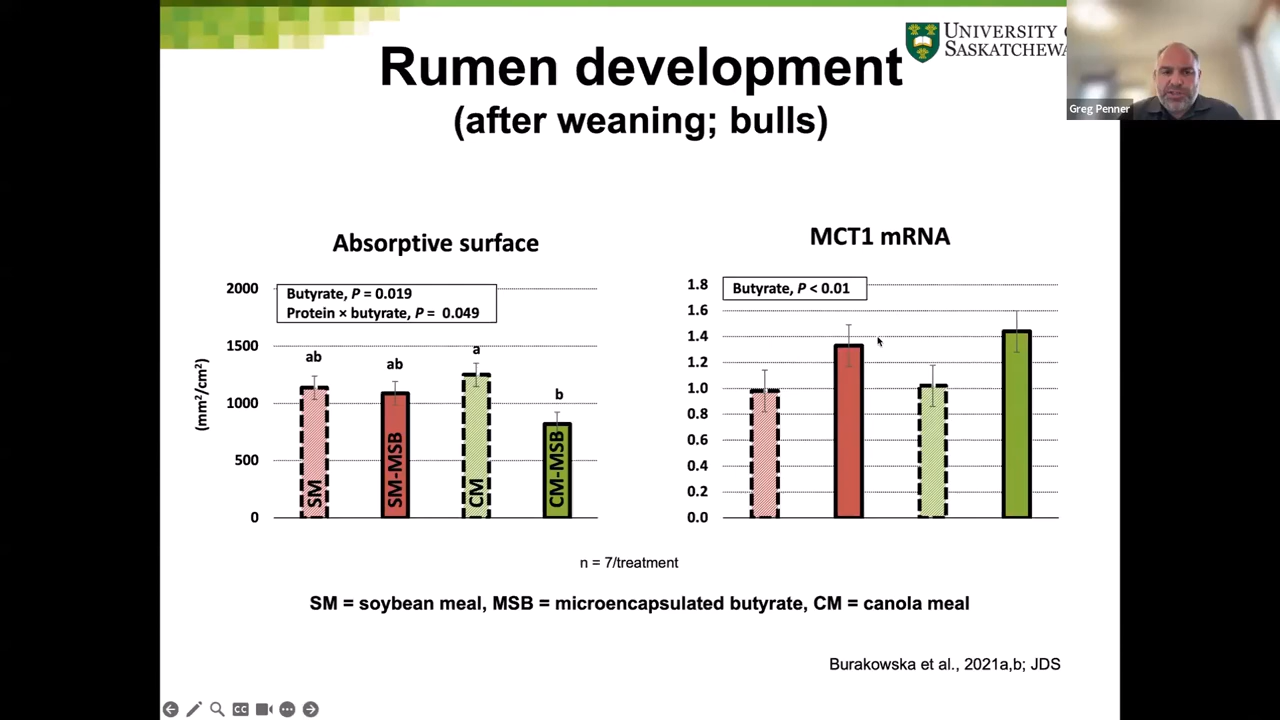 UNIVERSITY
SASKATCHEWA
Rumen development
(after weaning; bulls)
Greg Penner
Absorptive surface
(mm²/cm²)
2000
1500
1000
500
0
Butyrate, P = 0.019
Protein × butyrate, P = 0.049
ab
ab
a
b
SM
SM-MSB
CM
CM-MSB
MCT1 mRNA
1.8
1.6
1.4
1.2
1.0
0.8
0.6
0.4
0.2
0.0
Butyrate, P < 0.01
n = 7/treatment
SM = soybean meal, MSB = microencapsulated butyrate, CM = canola meal
Burakowska et al., 2021a,b; JDS
CC